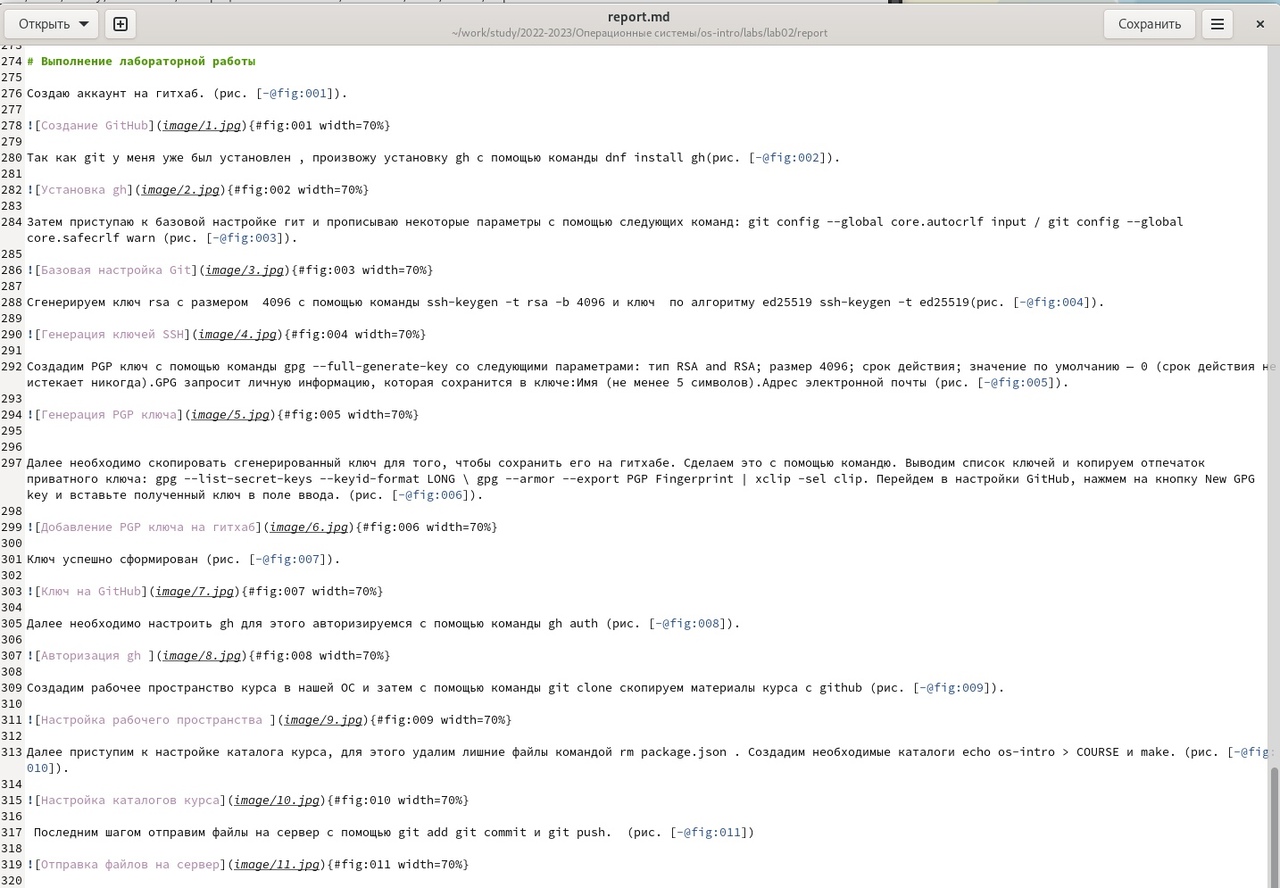 Открыть
report.md
~/work/study/2022-2023/Операционные системы/os-intro/labs/lab02/report
Сохранить
273
274 # Выполнение лабораторной работы
275
276 Создаю аккаунт на гитхаб. (рис. [-@fig:001]).
277
278 ![Создание GitHub](image/1.jpg){#fig:001 width=70%}
279
280 Так как git у меня уже был установлен , произвожу установку gh с помощью команды dnf install gh(рис. [-@fig:002]).
281
282 ![Установка gh](image/2.jpg){#fig:002 width=70%}
283
284 Затем приступаю к базовой настройке гит и прописываю некоторые параметры с помощью следующих команд: git config --global core.autocrlf input / git config --global
core.safecrlf warn (рис. [-@fig:003]).
285
286 ![Базовая настройка Git](image/3.jpg){#fig:003 width=70%}
287
288 Сгенерируем ключ rsa с размером  4096 с помощью команды ssh-keygen -t rsa -b 4096 и ключ  по алгоритму ed25519 ssh-keygen -t ed25519(рис. [-@fig:004]).
289
290 ![Генерация ключей SSH](image/4.jpg){#fig:004 width=70%}
291
292 Создадим PGP ключ с помощью команды gpg --full-generate-key со следующими параметрами: тип RSA and RSA; размер 4096; срок действия; значение по умолчанию — 0 (срок действия не
истекает никогда).GPG запросит личную информацию, которая сохранится в ключе:Имя (не менее 5 символов).Адрес электронной почты (рис. [-@fig:005]).
293
294 ![Генерация PGP ключа](image/5.jpg){#fig:005 width=70%}
295
296
297 Далее необходимо скопировать сгенерированный ключ для того, чтобы сохранить его на гитхабе. Сделаем это с помощью командю. Выводим список ключей и копируем отпечаток
приватного ключа: gpg --list-secret-keys --keyid-format LONG \ gpg --armor --export PGP Fingerprint | xclip -sel clip. Перейдем в настройки GitHub, нажмем на кнопку New GPG
key и вставьте полученный ключ в поле ввода. (рис. [-@fig:006]).
298
299 ![Добавление PGP ключа на гитхаб](image/6.jpg){#fig:006 width=70%}
300
301 Ключ успешно сформирован (рис. [-@fig:007]).
302
303 ![Ключ на GitHub](image/7.jpg){#fig:007 width=70%}
304
305 Далее необходимо настроить gh для этого авторизируемся с помощью команды gh auth (рис. [-@fig:008]).
306
307 ![Авторизация gh ](image/8.jpg){#fig:008 width=70%}
308
309 Создадим рабочее пространство курса в нашей ОС и затем с помощью команды git clone скопируем материалы курса с github (рис. [-@fig:009]).
310
311 ![Настройка рабочего пространства ](image/9.jpg){#fig:009 width=70%}
312
313 Далее приступим к настройке каталога курса, для этого удалим лишние файлы командой rm package.json . Создадим необходимые каталоги echo os-intro > COURSE и make. (рис. [-@fig:
010]).
314
315 ![Настройка каталогов курса](image/10.jpg){#fig:010 width=70%}
316
317  Последним шагом отправим файлы на сервер с помощью git add git commit и git push.  (рис. [-@fig:011])
318
319 ![Отправка файлов на сервер](image/11.jpg){#fig:011 width=70%}
320